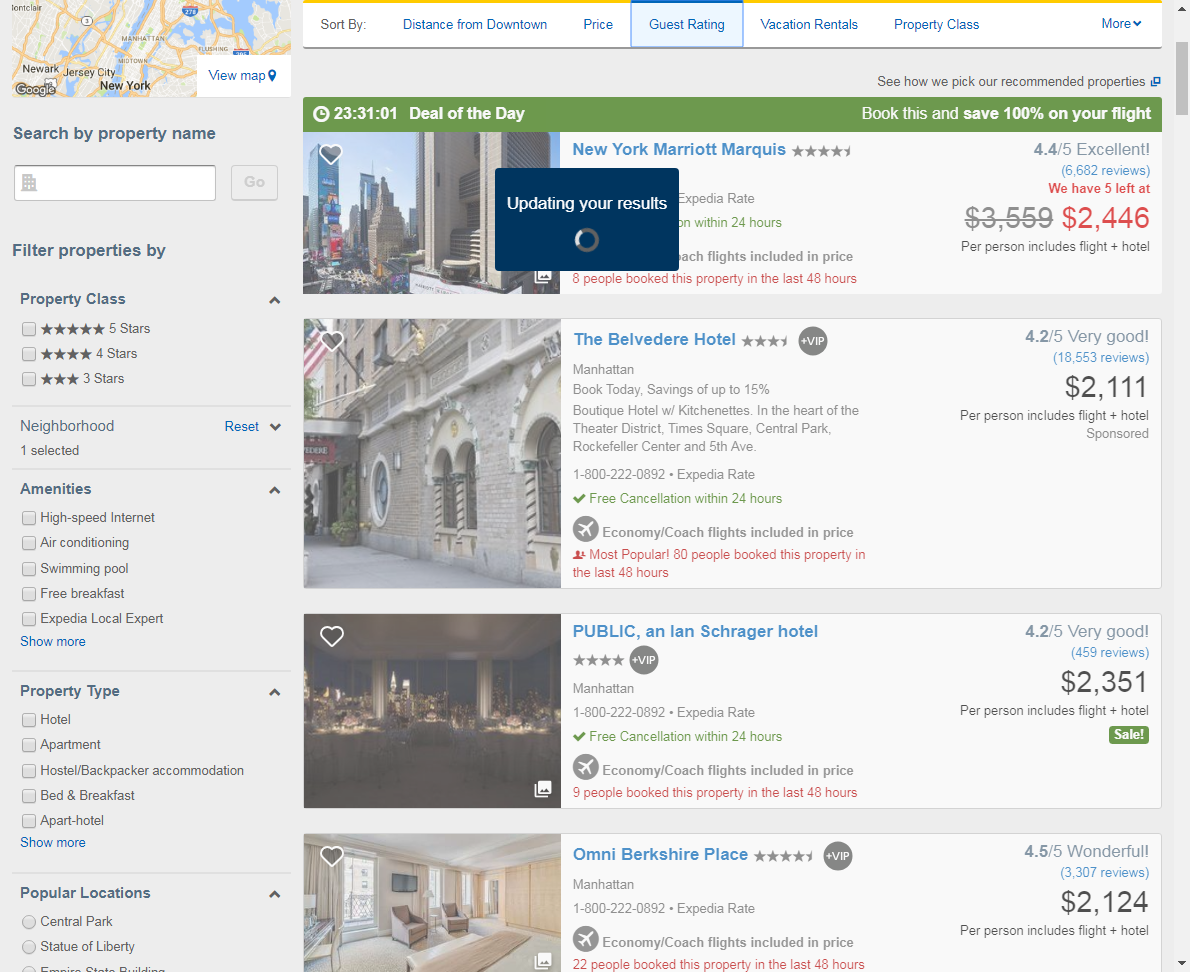 lontclair
3
278
MANHATTAN
FLUSHING
MIDTOWN
Newark
Jersey City
New York
Google
View map
Search by property name
Go
Filter properties by
Property Class
★★★★★ 5 Stars
★★★★ 4 Stars
★★★ 3 Stars
Neighborhood Reset
1 selected
Amenities
High-speed Internet
Air conditioning
Swimming pool
Free breakfast
Expedia Local Expert
Show more
Property Type
Hotel
Apartment
Hostel/Backpacker accommodation
Bed & Breakfast
Apart-hotel
Show more
Popular Locations
Central Park
Statue of Liberty
Empire State Building
Sort By: Distance from Downtown Price Guest Rating Vacation Rentals Property Class More
See how we pick our recommended properties
23:31:01 Deal of the Day Book this and save 100% on your flight
New York Marriott Marquis
4.4/5 Excellent!
(6,682 reviews)
We have 5 left at
$3,559 $2,446
Per person includes flight + hotel
Updating your results
Expedia Rate
on within 24 hours
Coach flights included in price
8 people booked this property in the last 48 hours
The Belvedere Hotel +VIP
Manhattan
Book Today, Savings of up to 15%
Boutique Hotel w/ Kitchenettes. In the heart of the
Theater District, Times Square, Central Park,
Rockefeller Center and 5th Ave.
1-800-222-0892 • Expedia Rate
Free Cancellation within 24 hours
Economy/Coach flights included in price
Most Popular! 80 people booked this property in
the last 48 hours
4.2/5 Very good!
(18,553 reviews)
$2,111
Per person includes flight + hotel
Sponsored
PUBLIC, an Ian Schrager hotel
+VIP
Manhattan
1-800-222-0892 • Expedia Rate
Free Cancellation within 24 hours
Economy/Coach flights included in price
9 people booked this property in the last 48 hours
4.2/5 Very good!
(459 reviews)
$2,351
Per person includes flight + hotel
Sale!
Omni Berkshire Place +VIP
Manhattan
1-800-222-0892 • Expedia Rate
Economy/Coach flights included in price
22 people booked this property in the last 48 hours
4.5/5 Wonderful!
(3,307 reviews)
$2,124
Per person includes flight + hotel